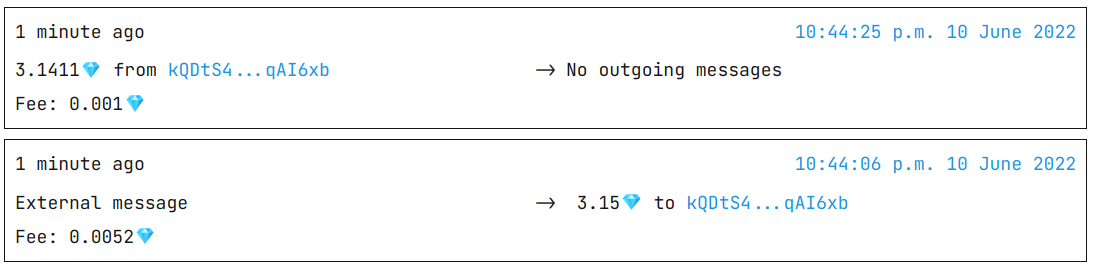 1 minute ago 10:44:25 p.m. 10 June 2022
3.1411💎 from kQDtS4...qAI6xb → No outgoing messages
Fee: 0.001💎
1 minute ago 10:44:06 p.m. 10 June 2022
External message → 3.15💎 to kQDtS4...qAI6xb
Fee: 0.0052💎